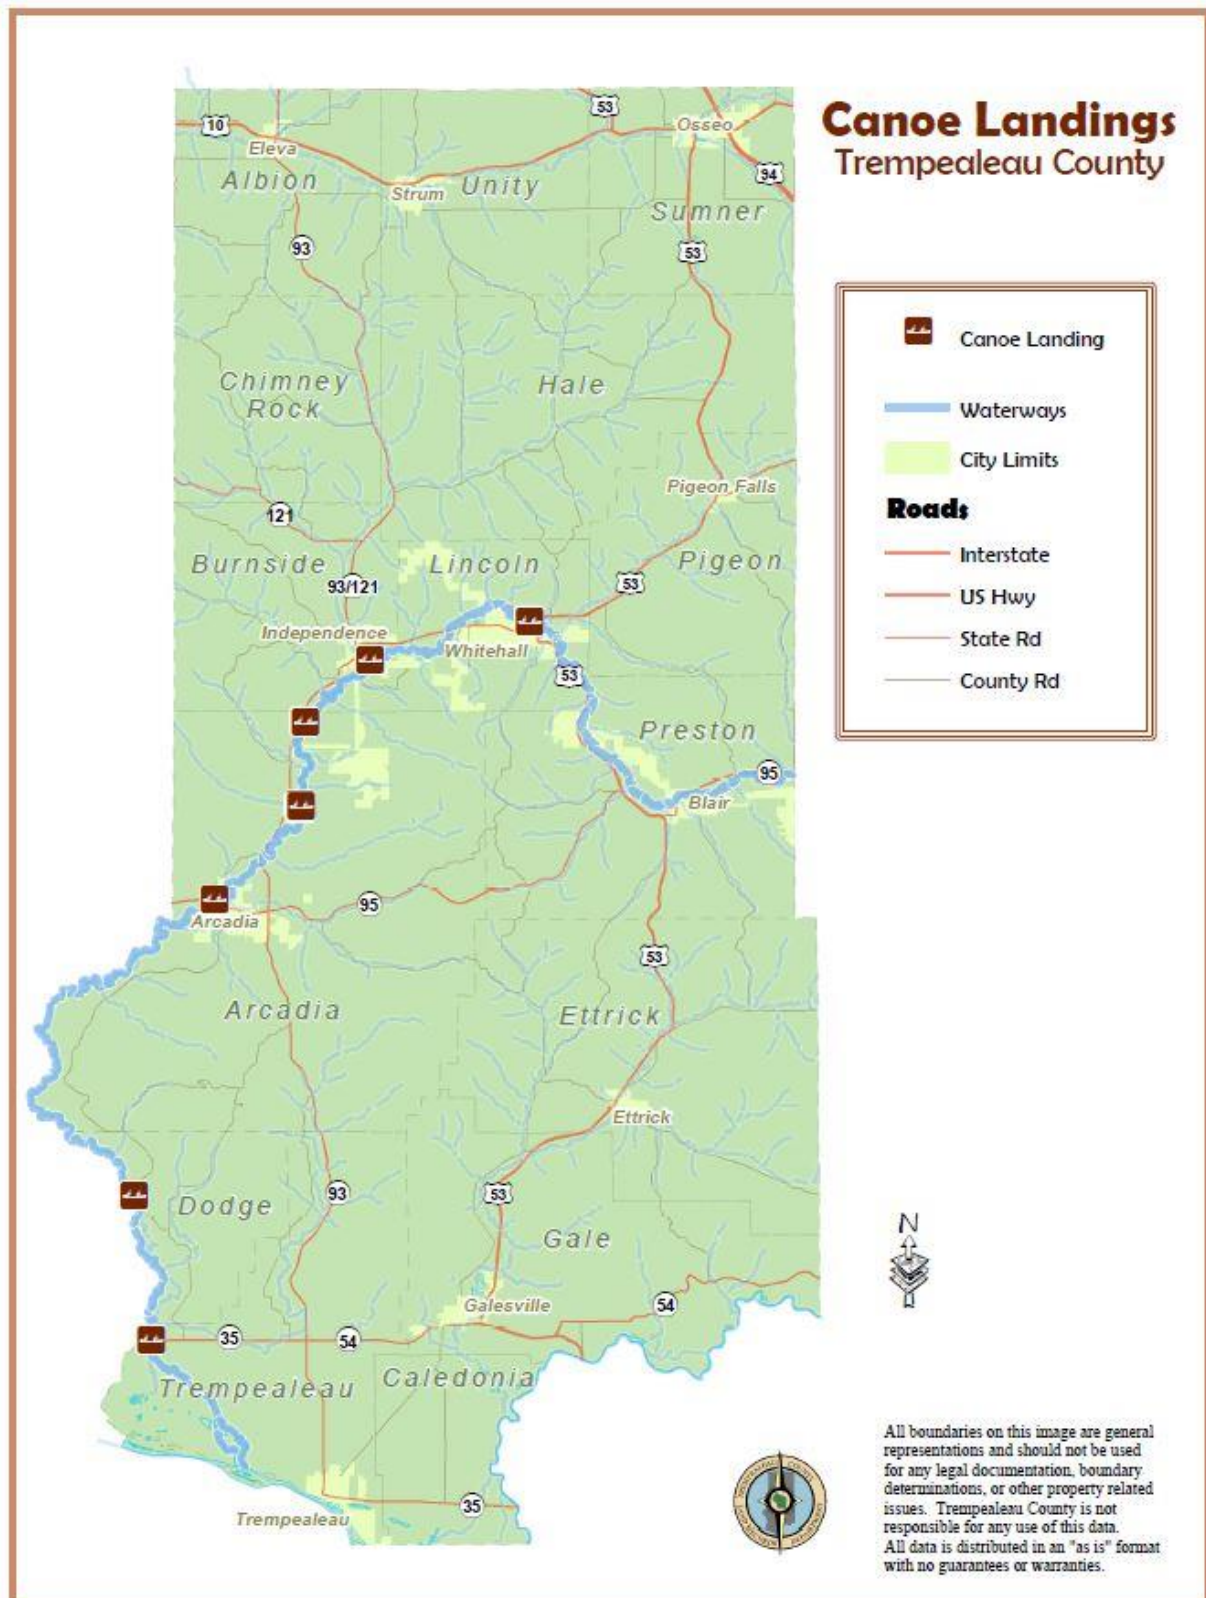 Canoe Landings
Trempealeau County
53
10
Osseo
Eleva
94
Albion
Unity
Strum
Sumner
93
53
Canoe Landing
Chimney
Rock
Hale
Waterways
City Limits
Pigeon Falls
Roads
121
Interstate
Burnside
Lincoln
Pigeon
93/121
53
US Hwy
Independence
Whitehall
State Rd
53
County Rd
Preston
95
Blair
95
Arcadia
53
Arcadia
Ettrick
Ettrick
93
53
Dodge
N
Gale
Galesville
54
35
54
Trempealeau
Caledonia
35
Trempealeau
All boundaries on this image are general
representations and should not be used
for any legal documentation, boundary
determinations, or other property related
issues. Trempealeau County is not
responsible for any use of this data.
All data is distributed in an "as is" format
with no guarantees or warranties.